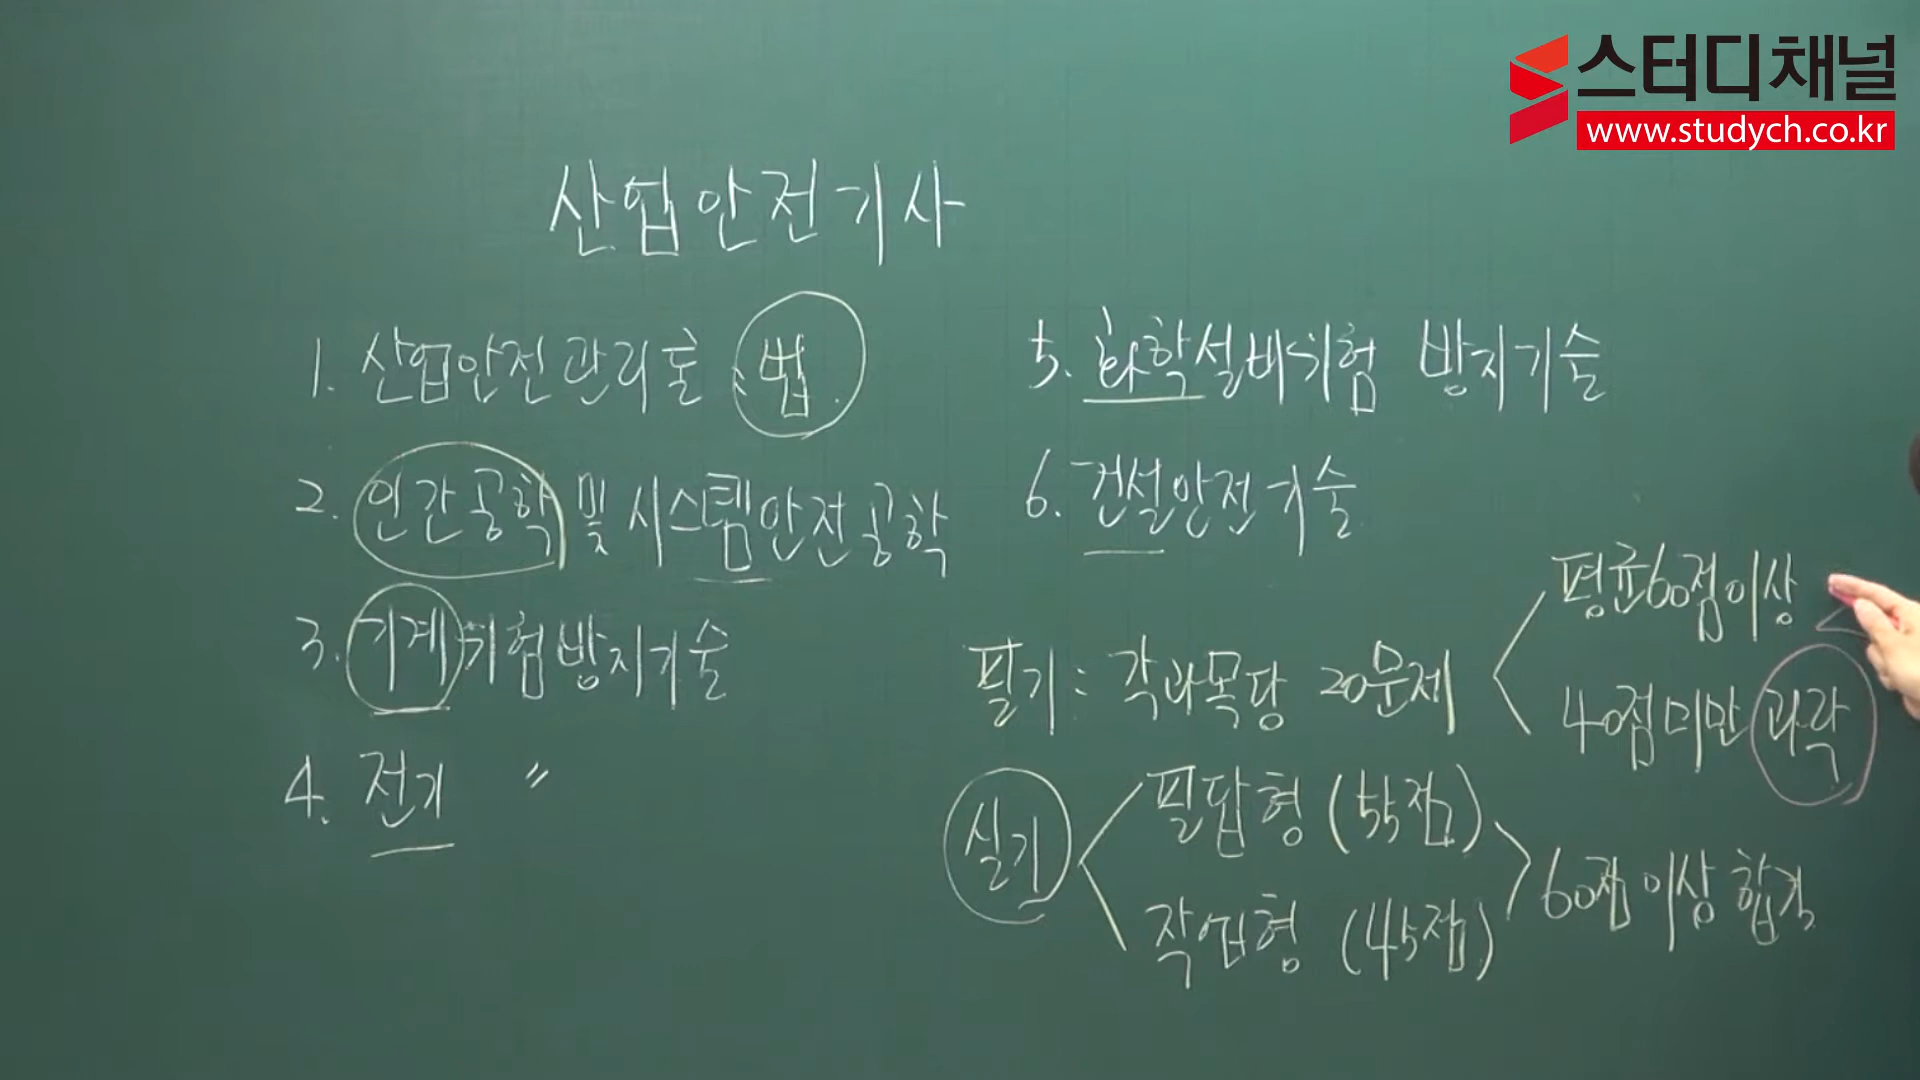 스터디채널
www.studych.co.kr
산업안전기사
1. 산업안전관리론 법
2. 인간공학 및 시스템안전공학
3. 기계위험방지기술
4. 전기 〃
5. 화학설비위험 방지기술
6. 건설안전기술
필기 : 각과목당 20문제
평균60점이상
40점미만 과락
실기
필답형 (55점)
작업형 (45점)
60점이상 합격